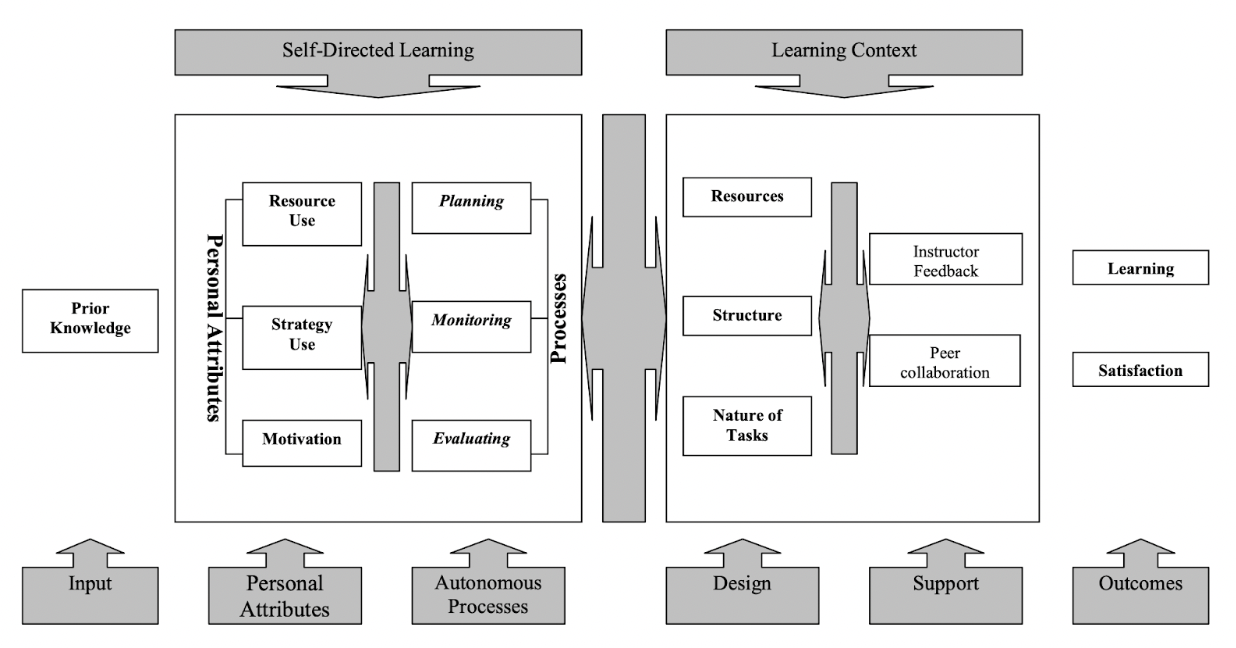 Self-Directed Learning
Learning Context
Prior
Knowledge
Personal Attributes
Resource
Use
Strategy
Use
Motivation
Planning
Monitoring
Evaluating
Processes
Resources
Structure
Nature of
Tasks
Instructor
Feedback
Peer
collaboration
Learning
Satisfaction
Input
Personal
Attributes
Autonomous
Processes
Design
Support
Outcomes